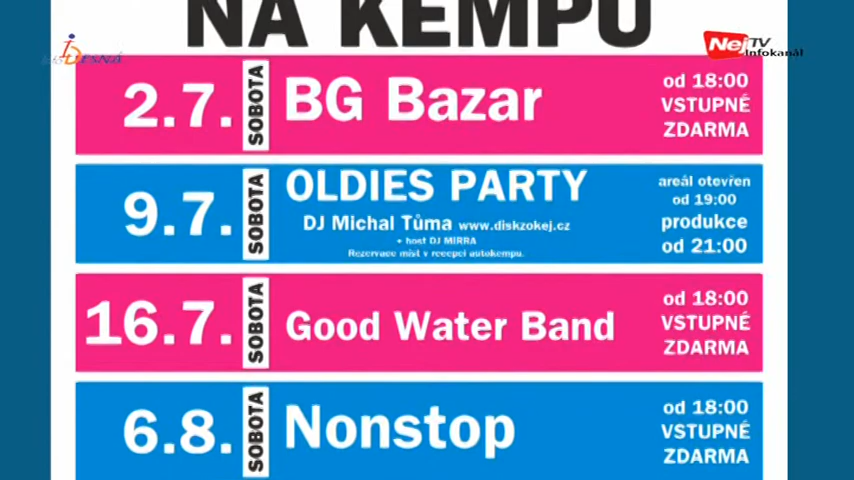 NA KEMPU
NejTV
Infokanál
2.7.
SOBOTA
BG Bazar
od 18:00
VSTUPNÉ
ZDARMA
9.7.
SOBOTA
OLDIES PARTY
DJ Michal Tůma www.diskzokej.cz
+ host DJ MIRRA
Rezervace míst v recepci autokempu.
areál otevřen
od 19:00
produkce
od 21:00
16.7.
SOBOTA
Good Water Band
od 18:00
VSTUPNÉ
ZDARMA
6.8.
SOBOTA
Nonstop
od 18:00
VSTUPNÉ
ZDARMA